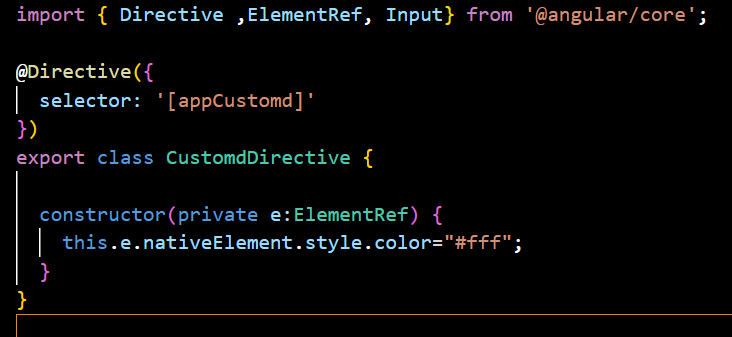 import { Directive ,ElementRef, Input} from '@angular/core';
@Directive({
selector: '[appCustomd]'
})
export class CustomdDirective {
constructor(private e:ElementRef) {
this.e.nativeElement.style.color="#fff";
}
}